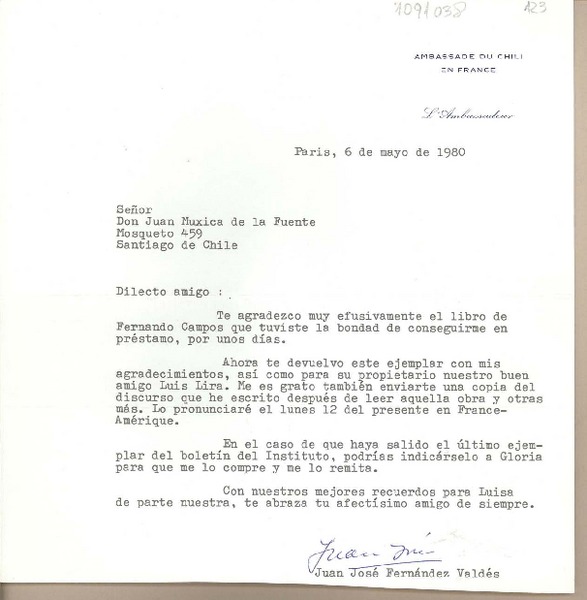 1091038
123
AMBASSADE DU CHILI
EN FRANCE
L'Ambassadeur
Paris, 6 de mayo de 1980
Señor
Don Juan Muxica de la Fuente
Mosqueto 459
Santiago de Chile
Dilecto amigo :
Te agradezco muy efusivamente el libro de
Fernando Campos que tuviste la bondad de conseguirme en
préstamo, por unos días.
Ahora te devuelvo este ejemplar con mis
agradecimientos, así como para su propietario nuestro buen
amigo Luis Lira. Me es grato también enviarte una copia del
discurso que he escrito después de leer aquella obra y otras
más. Lo pronunciaré el lunes 12 del presente en France-
Amérique.
En el caso de que haya salido el último ejem-
plar del boletín del Instituto, podrías indicárselo a Gloria
para que me lo compre y me lo remita.
Con nuestros mejores recuerdos para Luisa
de parte nuestra, te abraza tu afectísimo amigo de siempre.
Juan José
Juan José Fernández Valdés